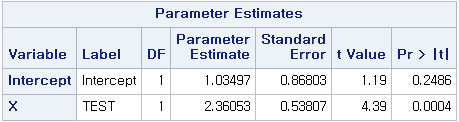 Parameter Estimates
Variable Label DF Parameter Estimate Standard Error t Value Pr > |t|
Intercept Intercept 1 1.03497 0.86803 1.19 0.2486
X TEST 1 2.36053 0.53807 4.39 0.0004